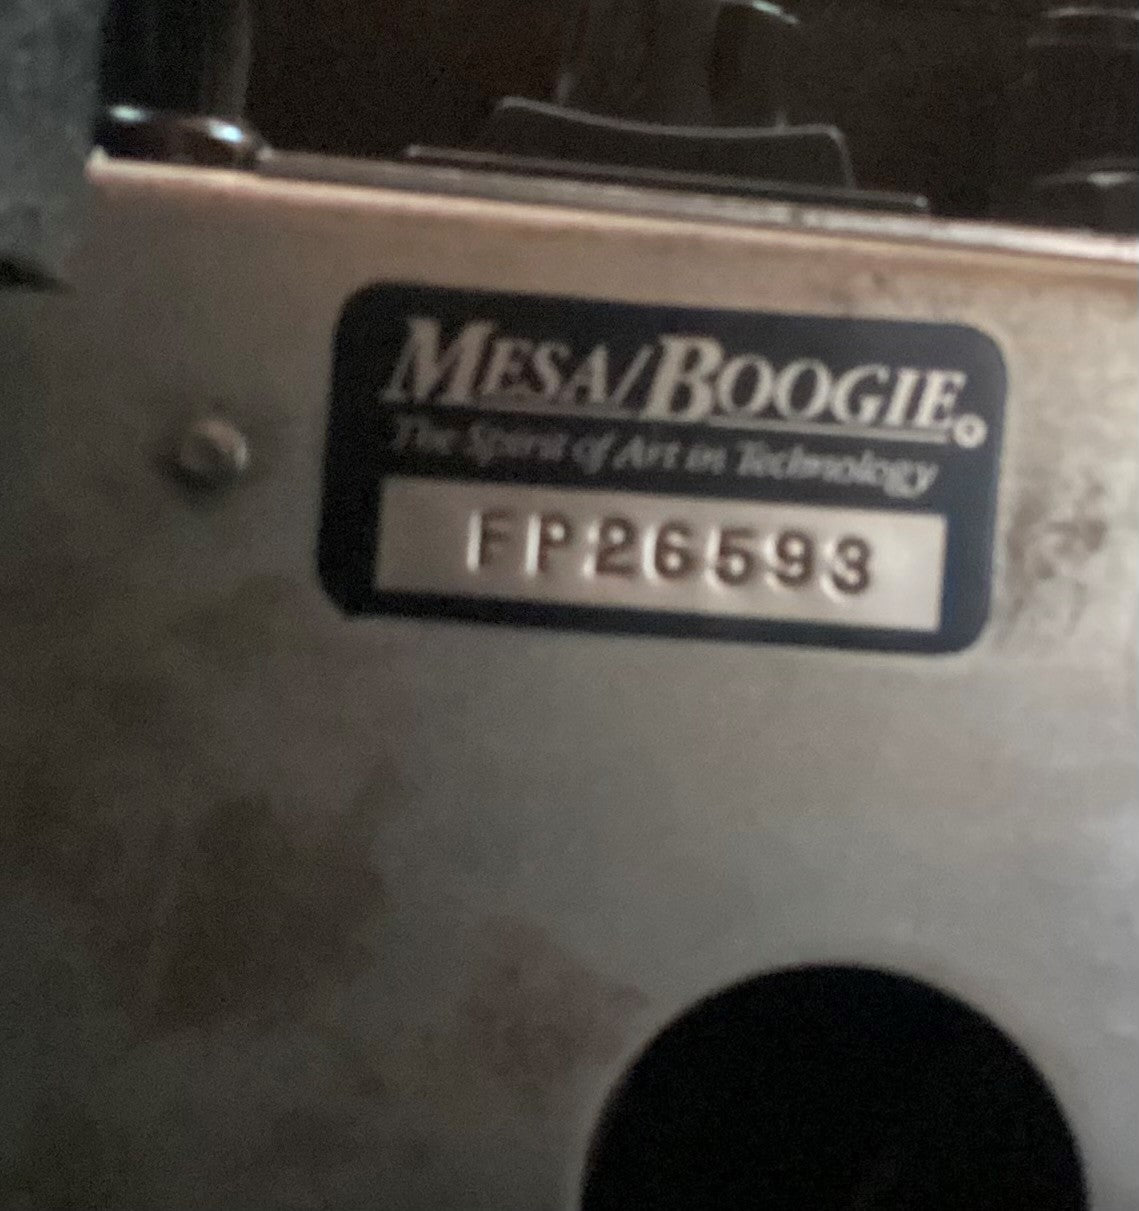 MESA/BOOGIE®
The Spirit of Art in Technology
FP26593